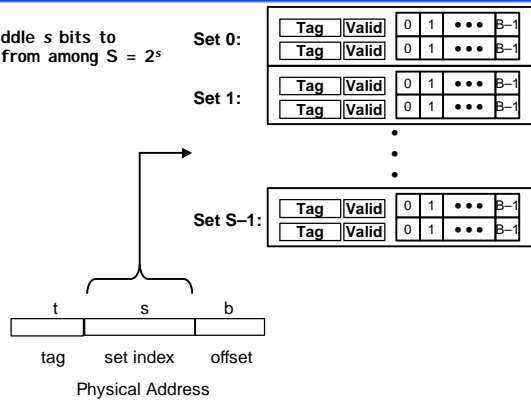 ddle s bits to
from among S = 2^s
Set 0:
Tag Valid 0 1 ••• B–1
Tag Valid 0 1 ••• B–1
Set 1:
Tag Valid 0 1 ••• B–1
Tag Valid 0 1 ••• B–1
Set S–1:
Tag Valid 0 1 ••• B–1
Tag Valid 0 1 ••• B–1
t s b
tag set index offset
Physical Address